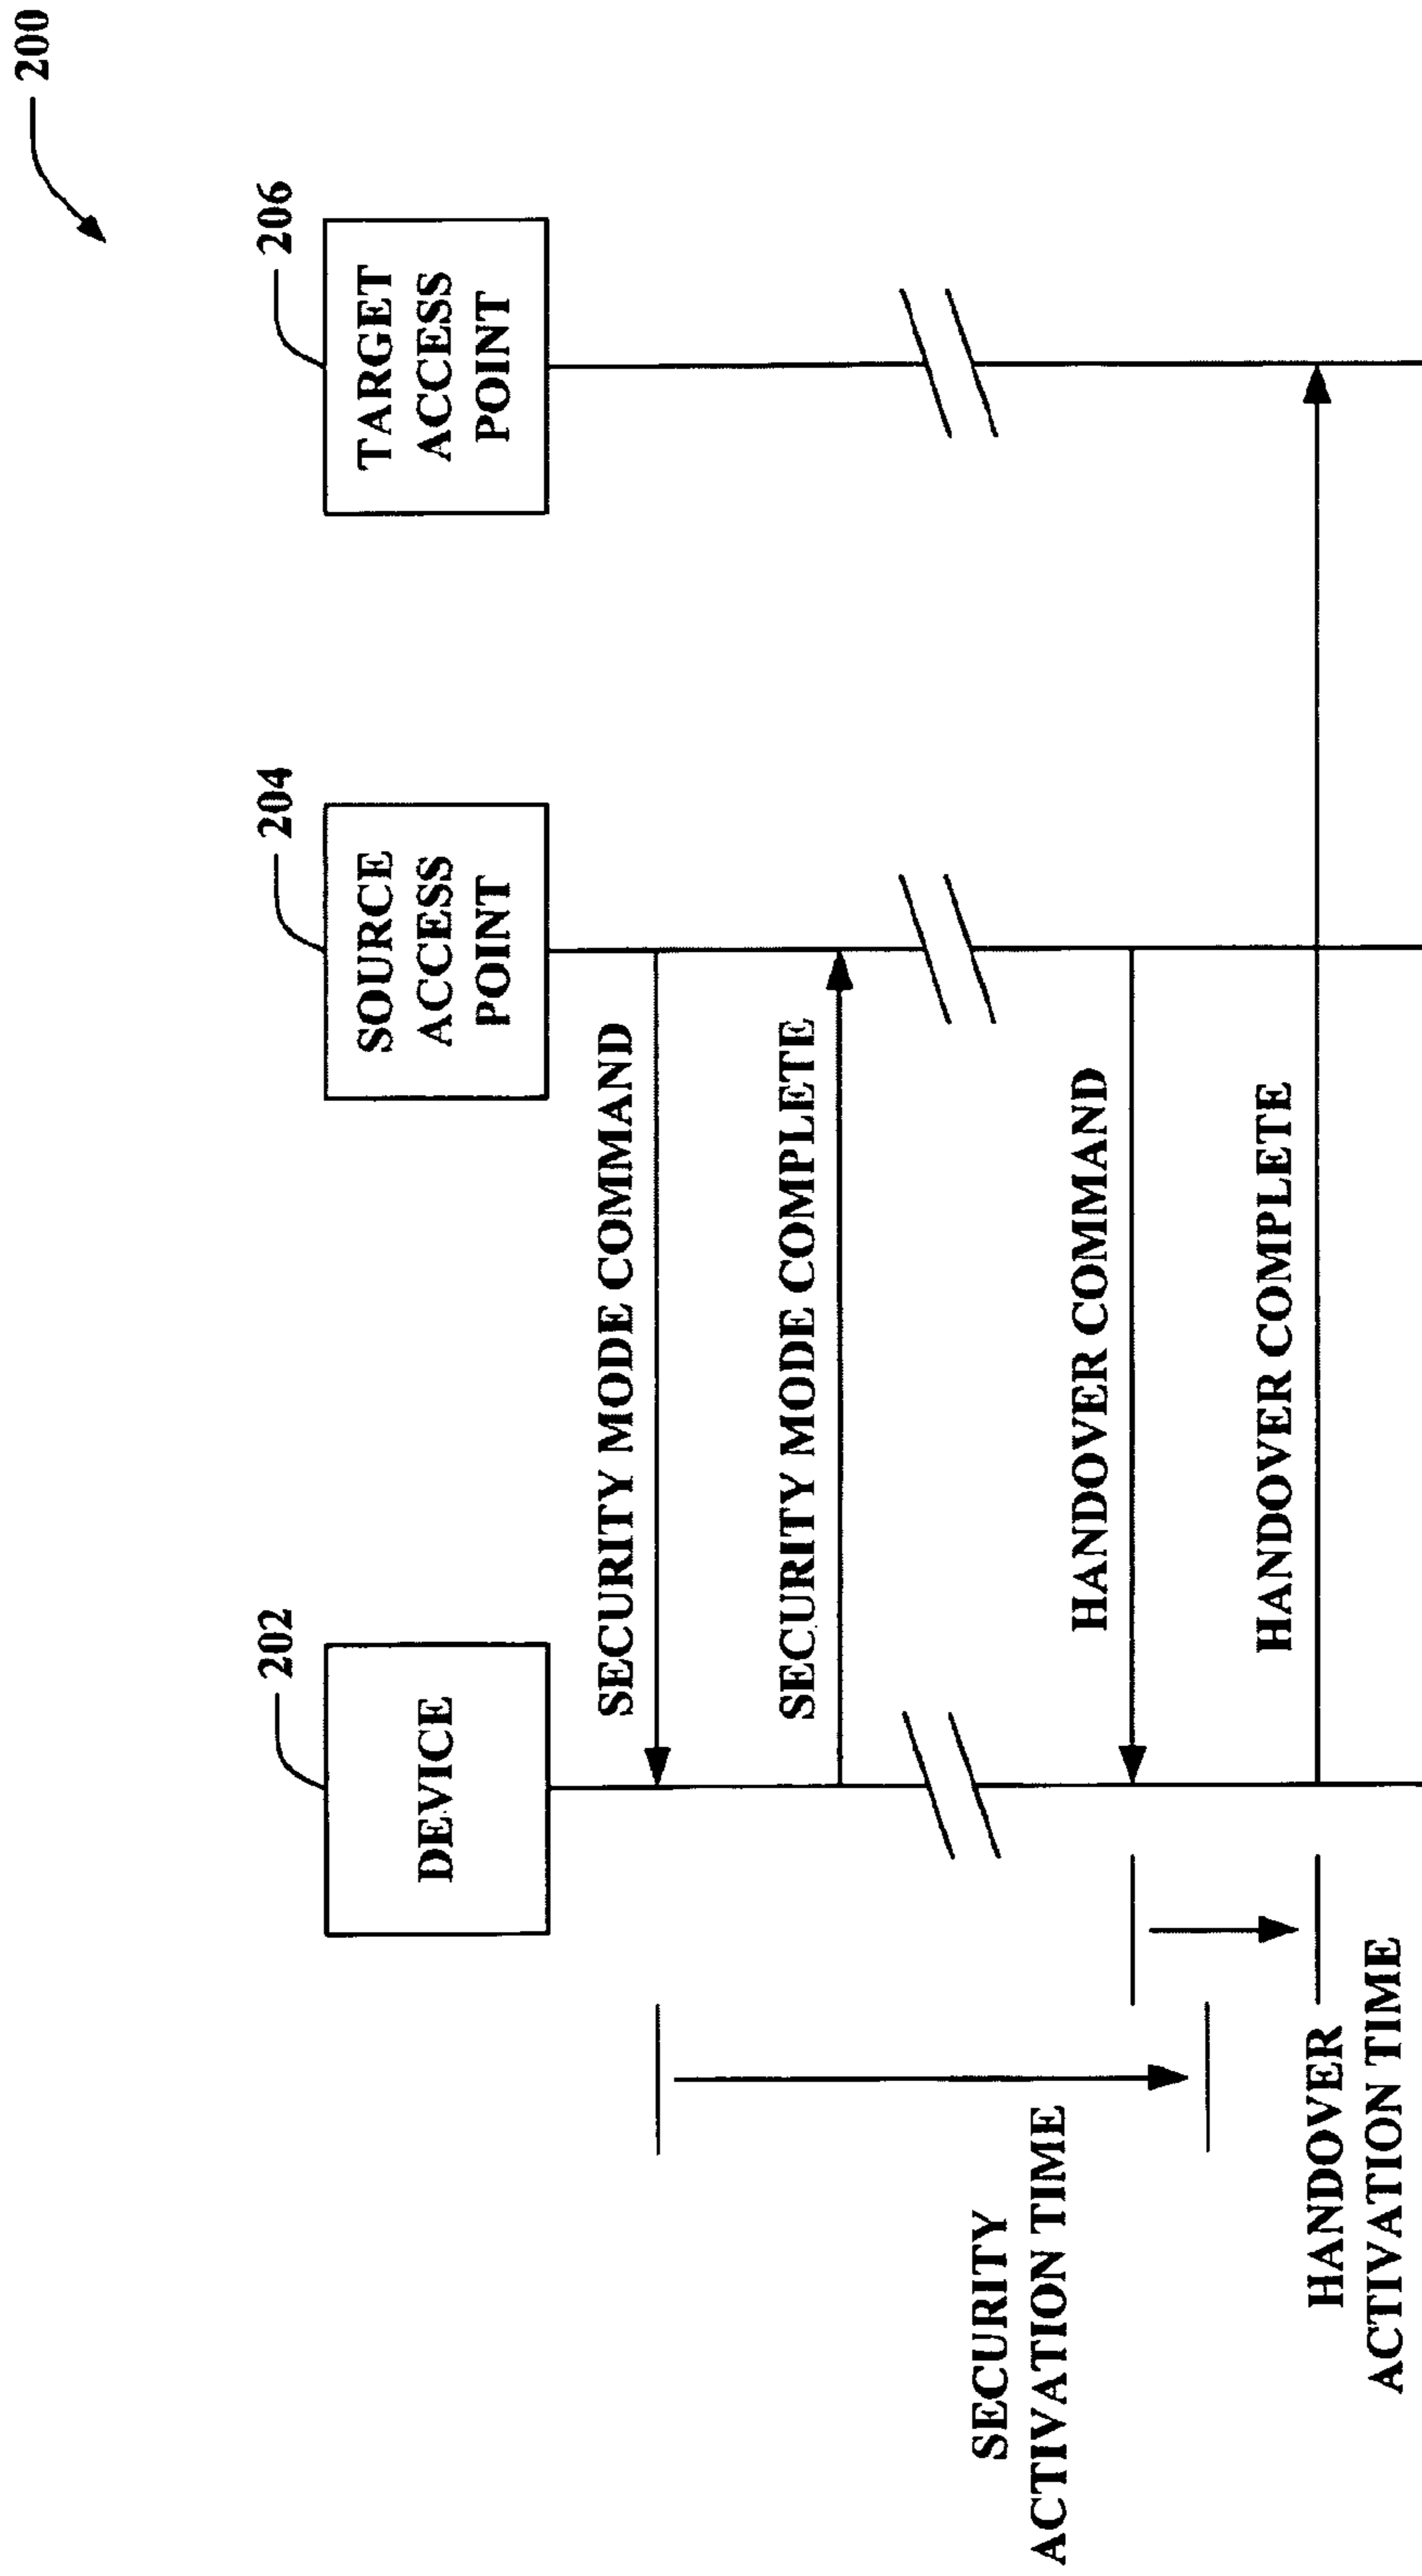 200
202
204
206
DEVICE
SOURCE
ACCESS
POINT
TARGET
ACCESS
POINT
SECURITY MODE COMMAND
SECURITY MODE COMPLETE
HANDOVER COMMAND
HANDOVER COMPLETE
SECURITY
ACTIVATION TIME
HANDOVER
ACTIVATION TIME